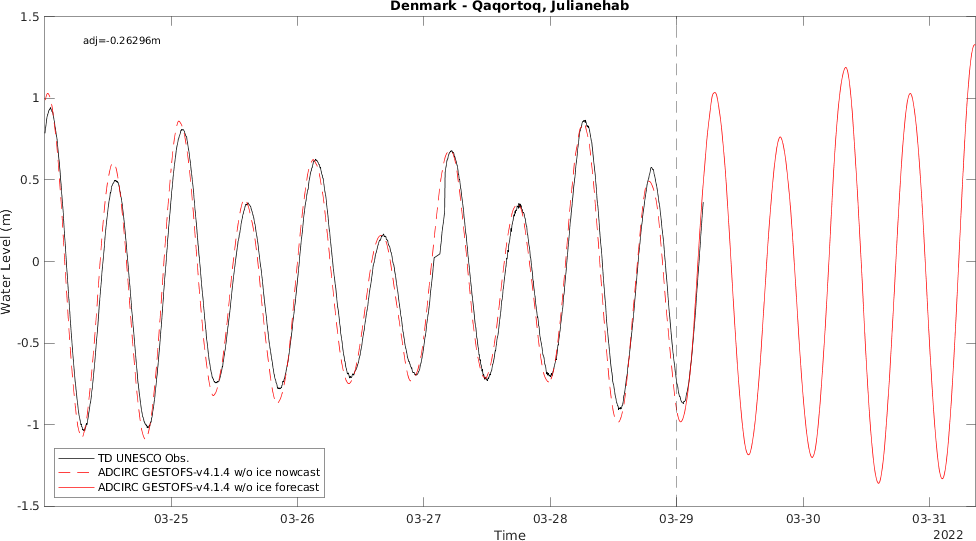 Denmark - Qaqortoq, Julianehab
adj=-0.26296m
1.5
1
0.5
0
-0.5
-1
-1.5
Water Level (m)
TD UNESCO Obs.
ADCIRC GESTOFS-v4.1.4 w/o ice nowcast
ADCIRC GESTOFS-v4.1.4 w/o ice forecast
03-25 03-26 03-27 03-28 03-29 03-30 03-31
Time
2022